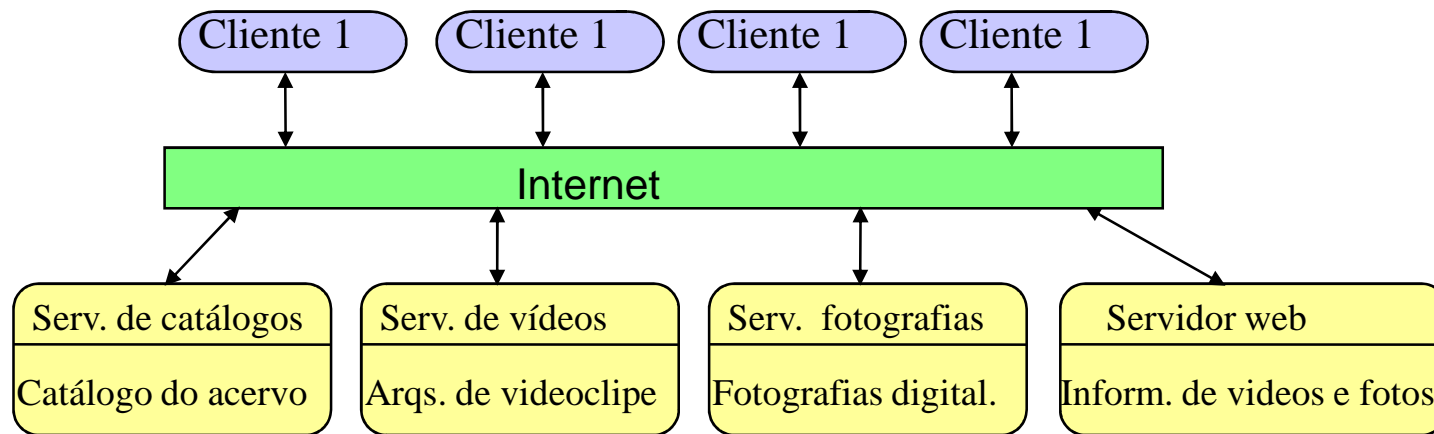 Cliente 1
Cliente 1
Cliente 1
Cliente 1
Internet
Serv. de catálogos
Catálogo do acervo
Serv. de vídeos
Arqs. de videoclipe
Serv. fotografias
Fotografias digital.
Servidor web
Inform. de videos e fotos